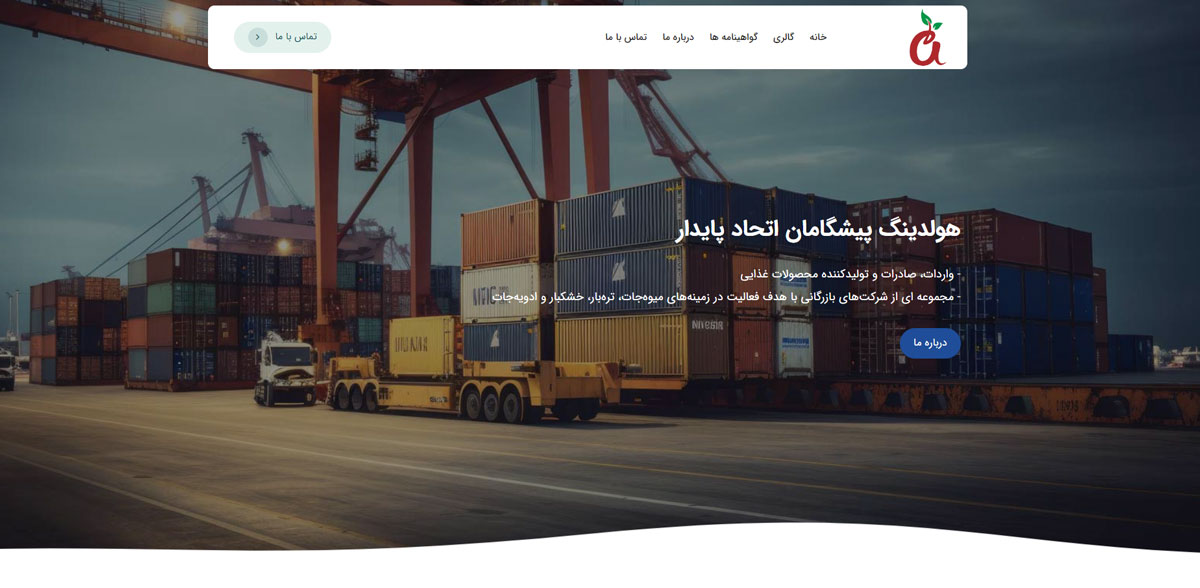 خانه
گالری
گواهینامه ها
درباره ما
تماس با ما
تماس با ما
هولدینگ پیشگامان اتحاد پایدار
- واردات، صادرات و تولیدکننده محصولات غذایی
- مجموعه ای از شرکت‌های بازرگانی با هدف فعالیت در زمینه‌های میوه‌جات، تره‌بار، خشکبار و ادویه‌جات
درباره ما